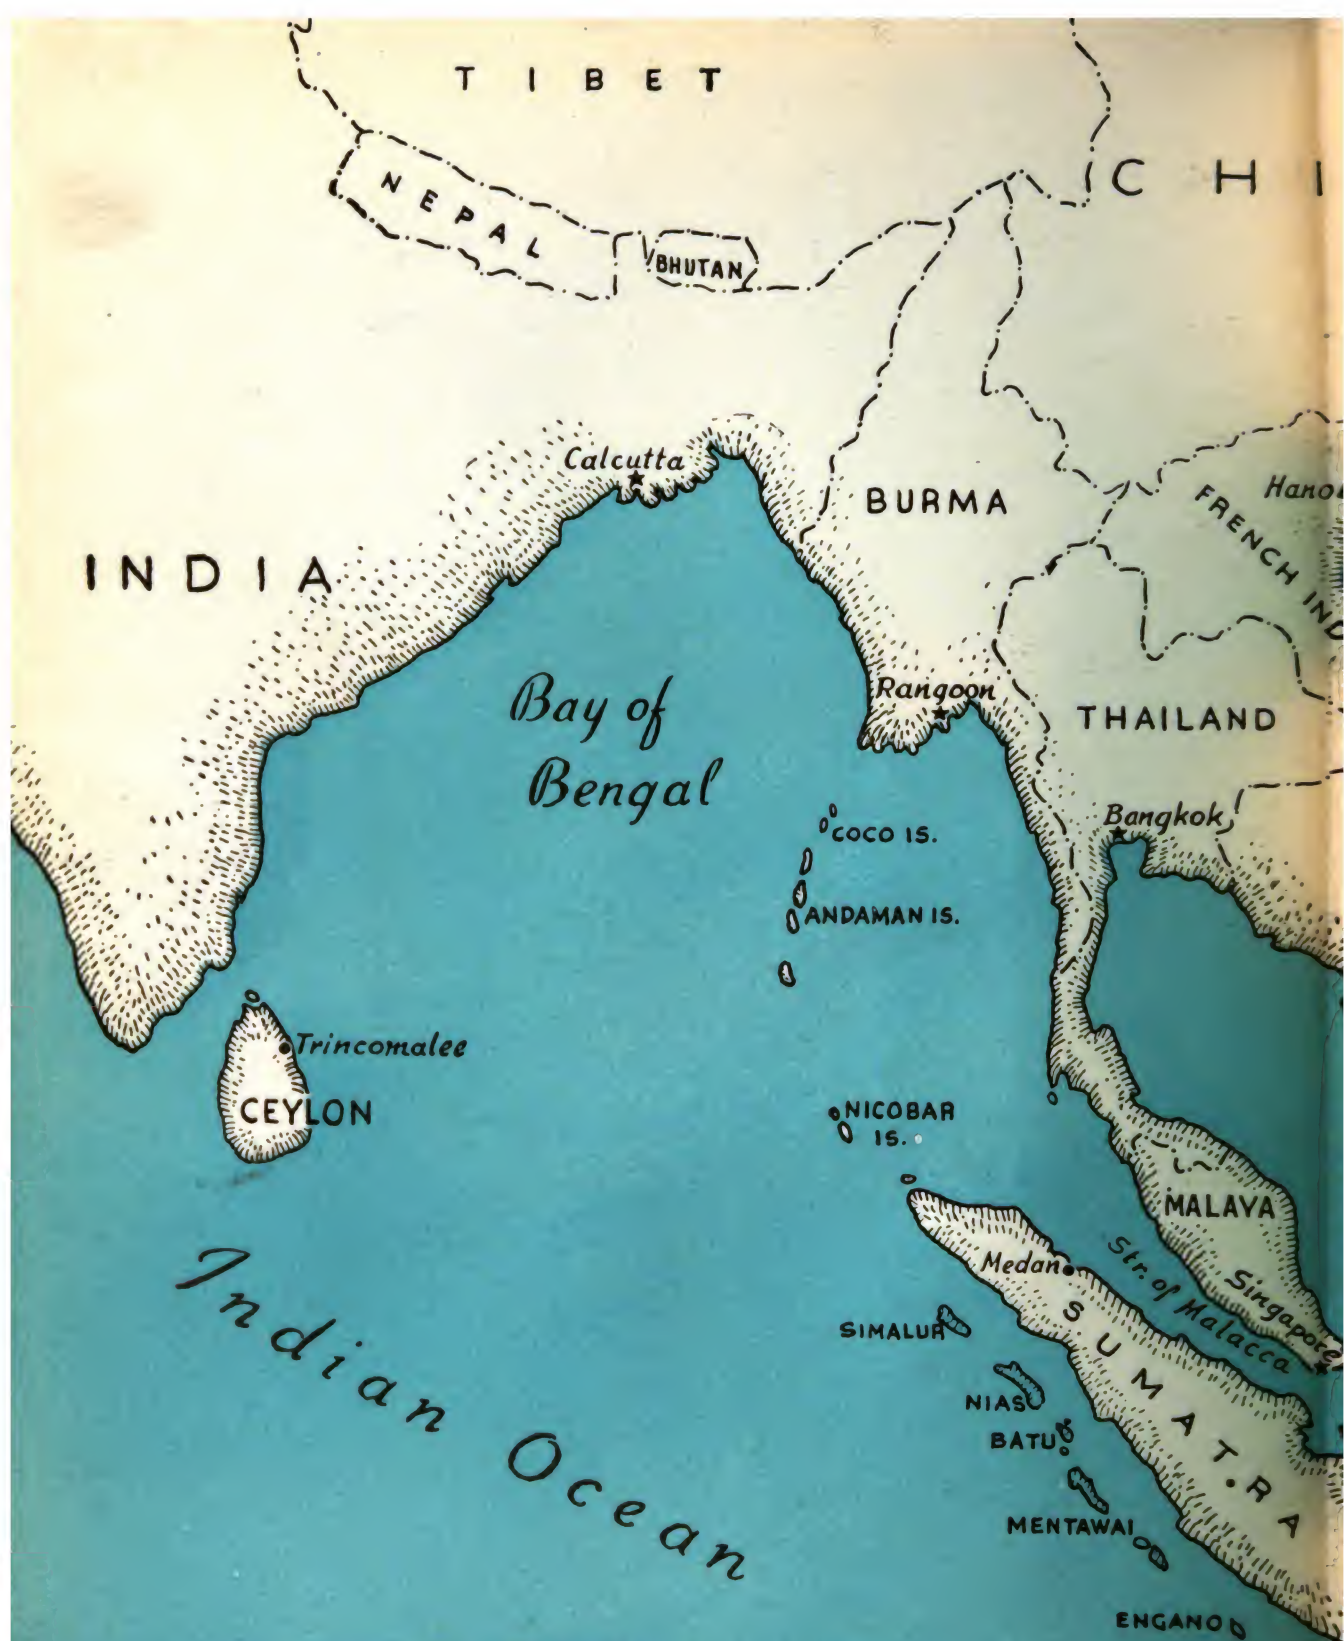 TIBET
CHI
NEPAL
BHUTAN
Calcutta
BURMA
Hanoi
FRENCH IND
INDIA
Rangoon
Bay of
Bengal
THAILAND
Bangkok
COCO IS.
ANDAMAN IS.
Trincomalee
CEYLON
NICOBAR
IS.
MALAYA
Medan
Str. of Malacca
Singapore
SUMATRA
Indian Ocean
SIMALUR
NIAS
BATU
MENTAWAI
ENGANO